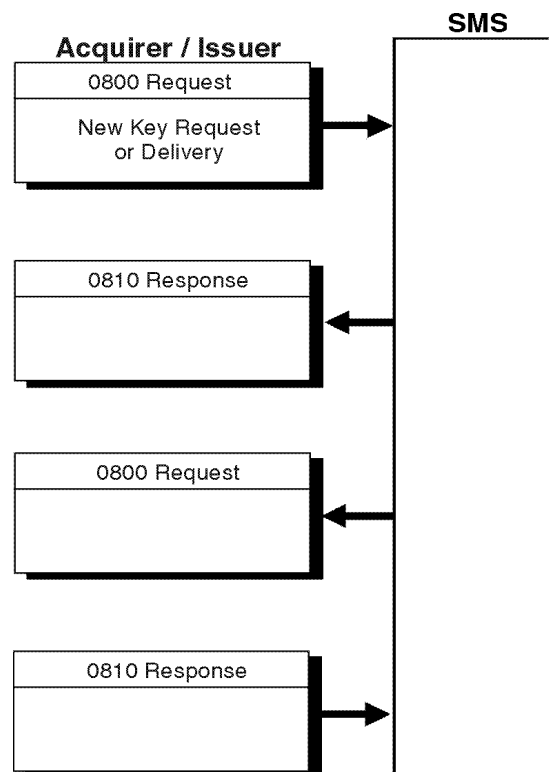 SMS
Acquirer / Issuer
0800 Request
New Key Request
or Delivery
0810 Response
0800 Request
0810 Response